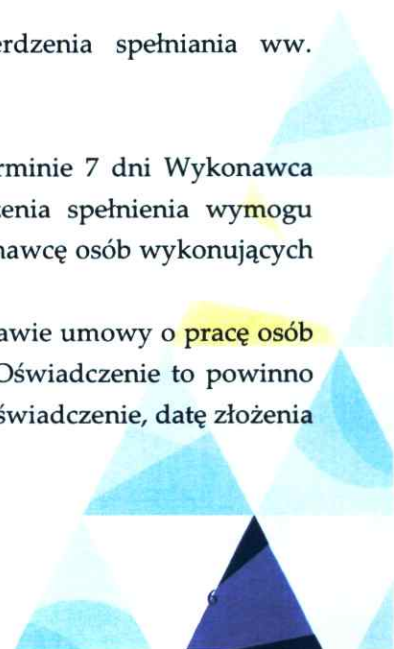 erdzenia spełniania ww.
rminie 7 dni Wykonawca
zenia spełnienia wymogu
nawcę osób wykonujących
awie umowy o pracę osób
Oświadczenie to powinno
świadczenie, datę złożenia
6